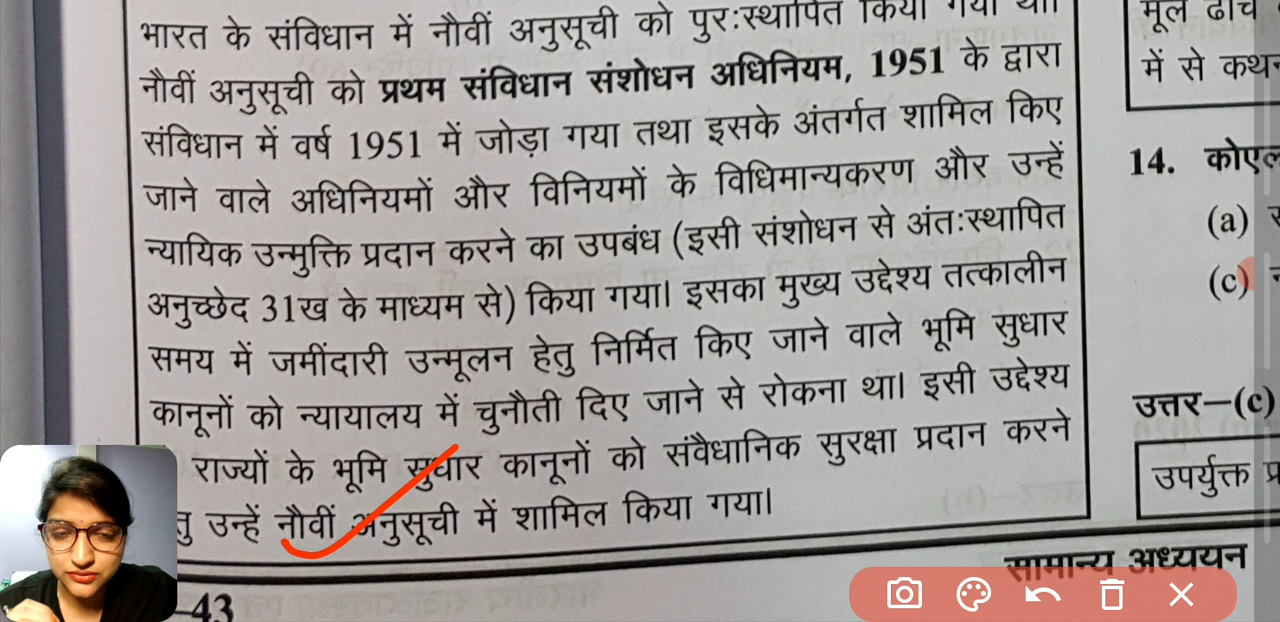 भारत के संविधान में नौवीं अनुसूची को पुर:स्थापित किया गया था।
नौवीं अनुसूची को प्रथम संविधान संशोधन अधिनियम, 1951 के द्वारा
संविधान में वर्ष 1951 में जोड़ा गया तथा इसके अंतर्गत शामिल किए
जाने वाले अधिनियमों और विनियमों के विधिमान्यकरण और उन्हें
न्यायिक उन्मुक्ति प्रदान करने का उपबंध (इसी संशोधन से अंत:स्थापित
अनुच्छेद 31ख के माध्यम से) किया गया। इसका मुख्य उद्देश्य तत्कालीन
समय में जमींदारी उन्मूलन हेतु निर्मित किए जाने वाले भूमि सुधार
कानूनों को न्यायालय में चुनौती दिए जाने से रोकना था। इसी उद्देश्य
राज्यों के भूमि सुधार कानूनों को संवैधानिक सुरक्षा प्रदान करने
उन्हें नौवीं अनुसूची में शामिल किया गया।
43
मूल ढांचे
में से
14.
(a)
(c)
उत्तर–(c)
उपर्युक्त
सामान्य अध्ययन